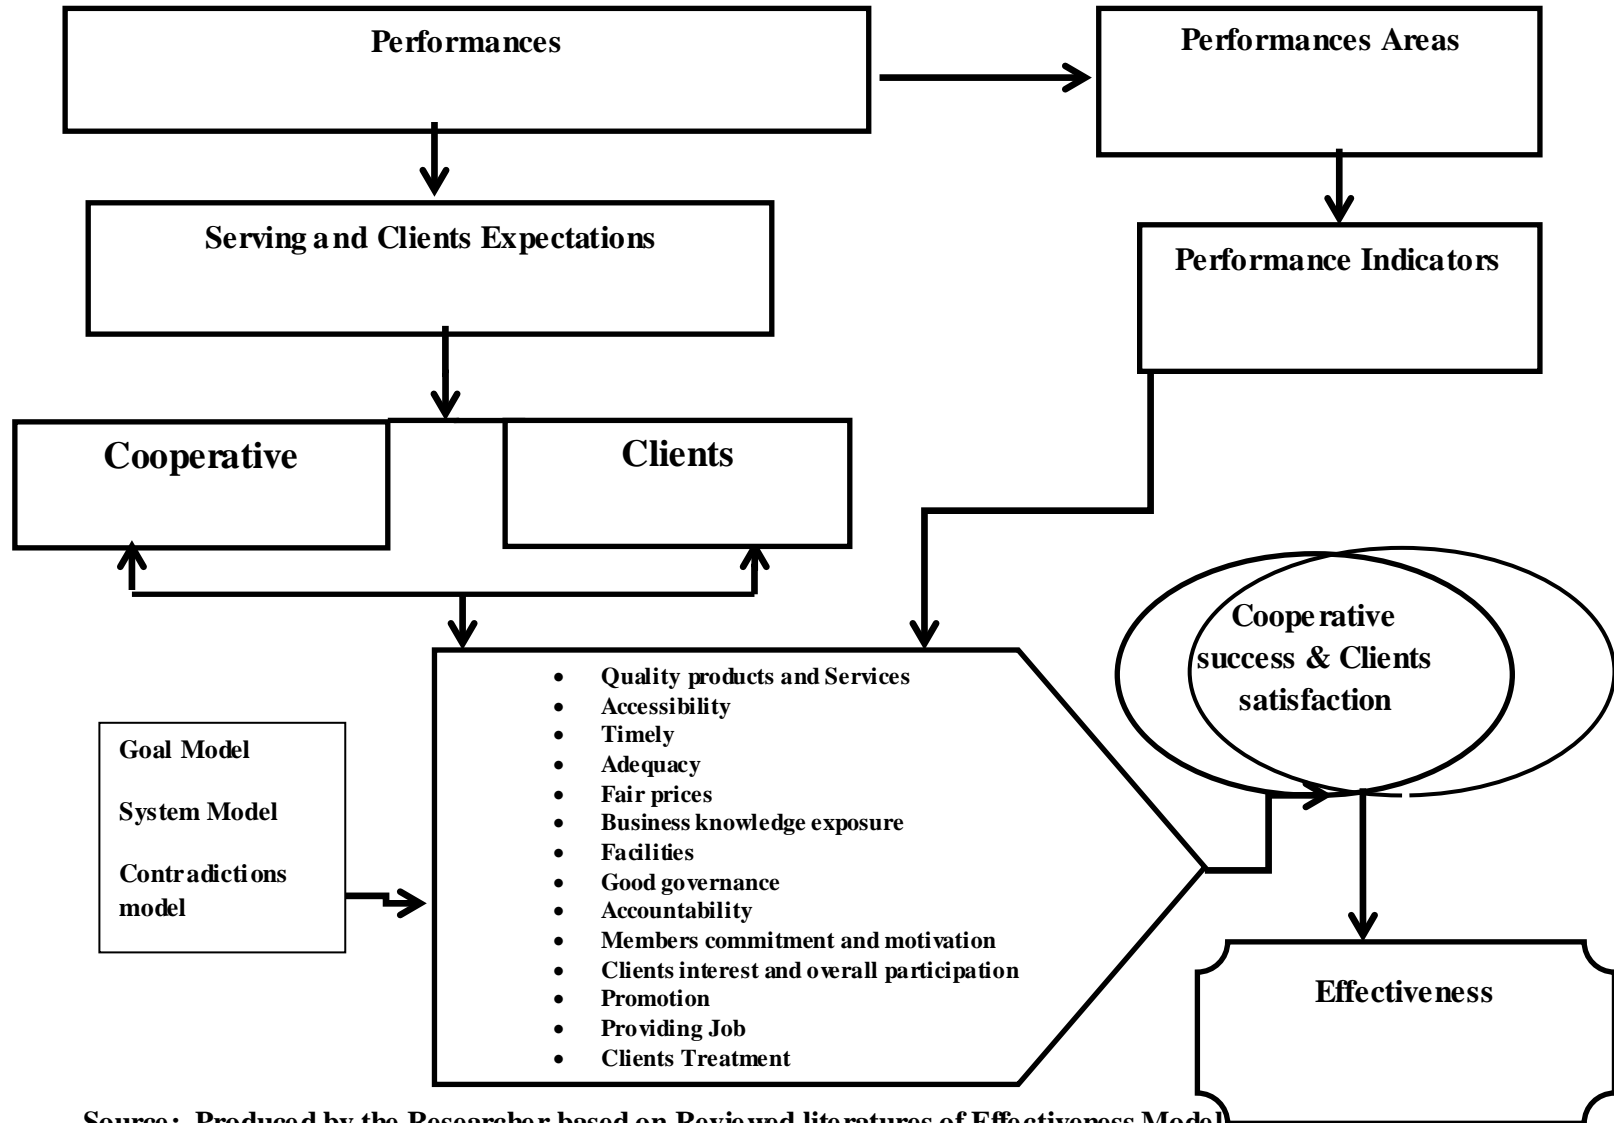 Performances
Performances Areas
Serving and Clients Expectations
Performance Indicators
Cooperative
Clients
Cooperative
success & Clients
satisfaction
• Quality products and Services
• Accessibility
• Timely
• Adequacy
• Fair prices
• Business knowledge exposure
• Facilities
• Good governance
• Accountability
• Members commitment and motivation
• Clients interest and overall participation
• Promotion
• Providing Job
• Clients Treatment
Goal Model
System Model
Contradictions
model
Effectiveness
Source: Produced by the Researcher based on Reviewed literatures of Effectiveness Model